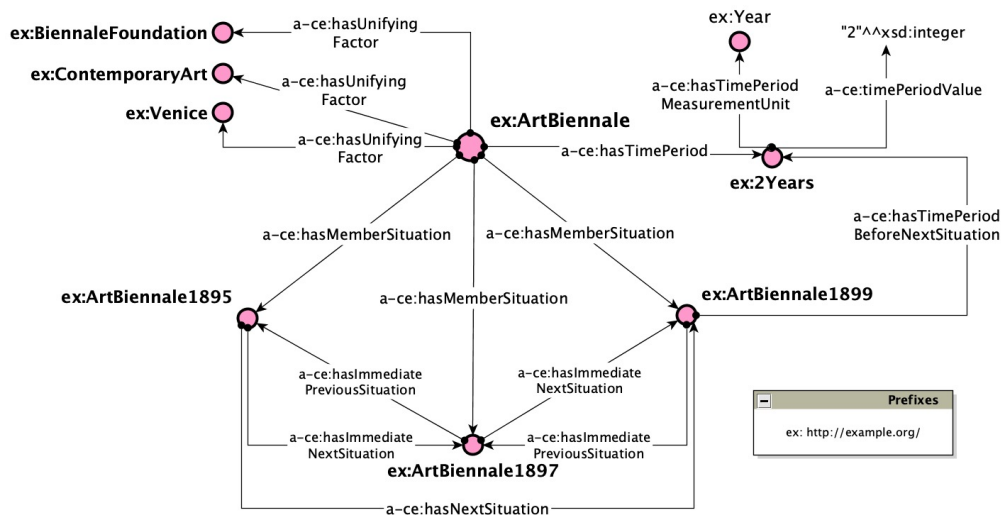 ex:BiennaleFoundation
a-ce:hasUnifying
Factor
ex:Year
"2"^^xsd:integer
ex:ContemporaryArt
a-ce:hasUnifying
Factor
a-ce:hasTimePeriod
MeasurementUnit
a-ce:timePeriodValue
ex:Venice
a-ce:hasUnifying
Factor
ex:ArtBiennale
a-ce:hasTimePeriod
ex:2Years
a-ce:hasTimePeriod
BeforeNextSituation
a-ce:hasMemberSituation
a-ce:hasMemberSituation
a-ce:hasMemberSituation
ex:ArtBiennale1895
ex:ArtBiennale1899
a-ce:hasImmediate
PreviousSituation
a-ce:hasImmediate
NextSituation
a-ce:hasImmediate
NextSituation
a-ce:hasImmediate
PreviousSituation
ex:ArtBiennale1897
a-ce:hasNextSituation
Prefixes
ex: http://example.org/